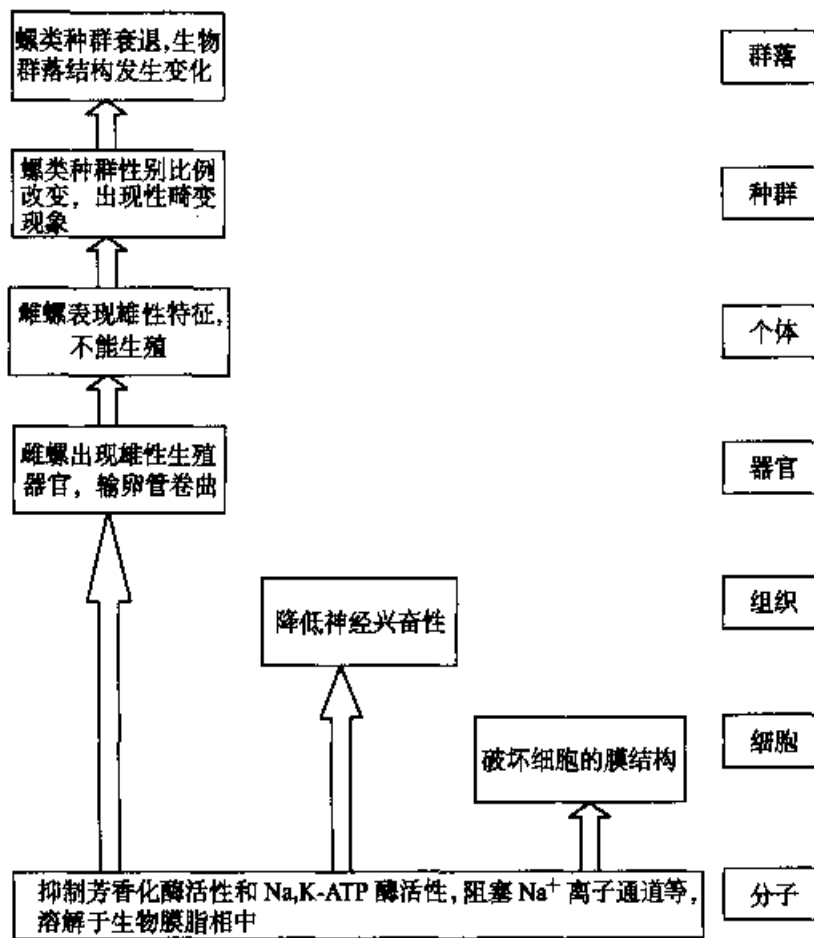 螺类种群衰退,生物
群落结构发生变化
群落
螺类种群性别比例
改变，出现性畸变
现象
种群
雌螺表现雄性特征,
不能生殖
个体
雌螺出现雄性生殖
器官，输卵管卷曲
器官
降低神经兴奋性
组织
破坏细胞的膜结构
细胞
抑制芳香化酶活性和 Na,K-ATP 酶活性,阻塞 Na⁺ 离子通道等,
溶解于生物膜脂相中
分子